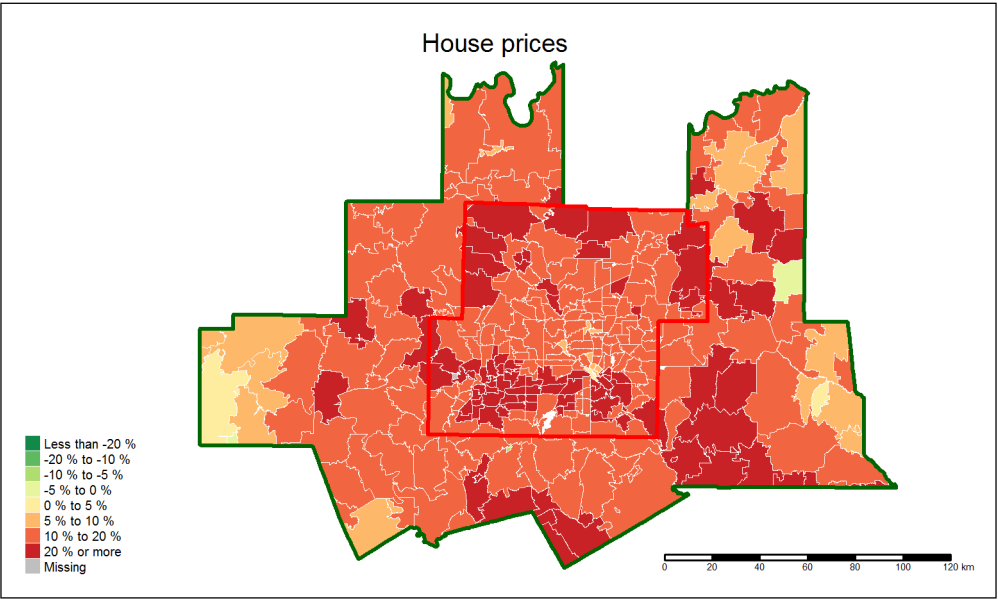 House prices
Less than -20 %
-20 % to -10 %
-10 % to -5 %
-5 % to 0 %
0 % to 5 %
5 % to 10 %
10 % to 20 %
20 % or more
Missing
0 20 40 60 80 100 120 km